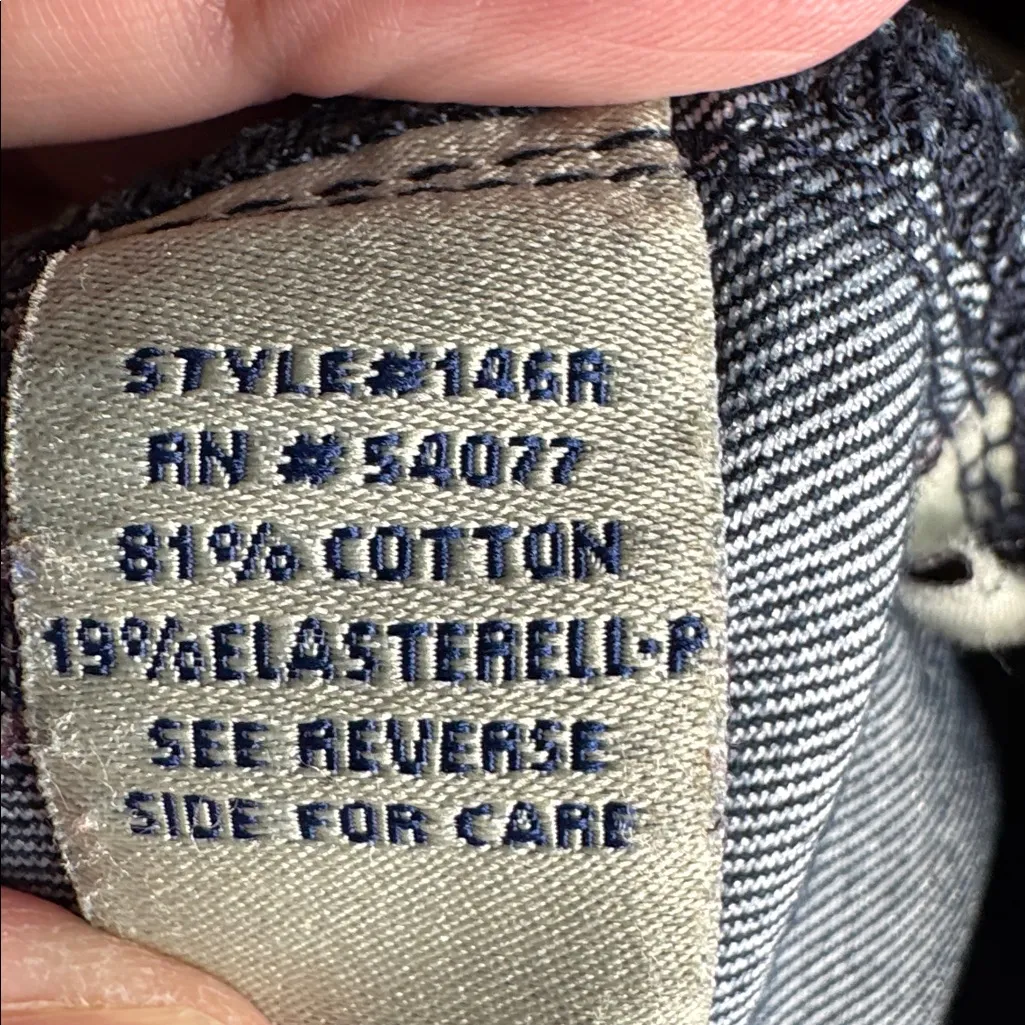 STYLE#146R
RN #54077
81% COTTON
19%ELASTERELL-P
SEE REVERSE
SIDE FOR CARE